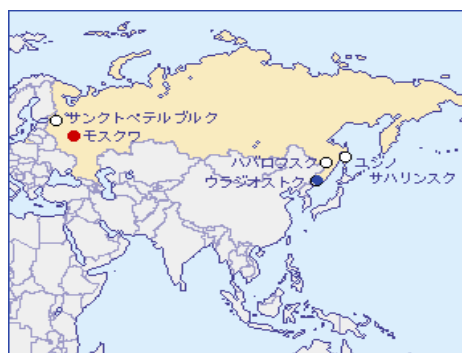 サンクトペテルブルク
モスクワ
ハバロフスク
ユジノ
サハリンスク
ウラジオストク